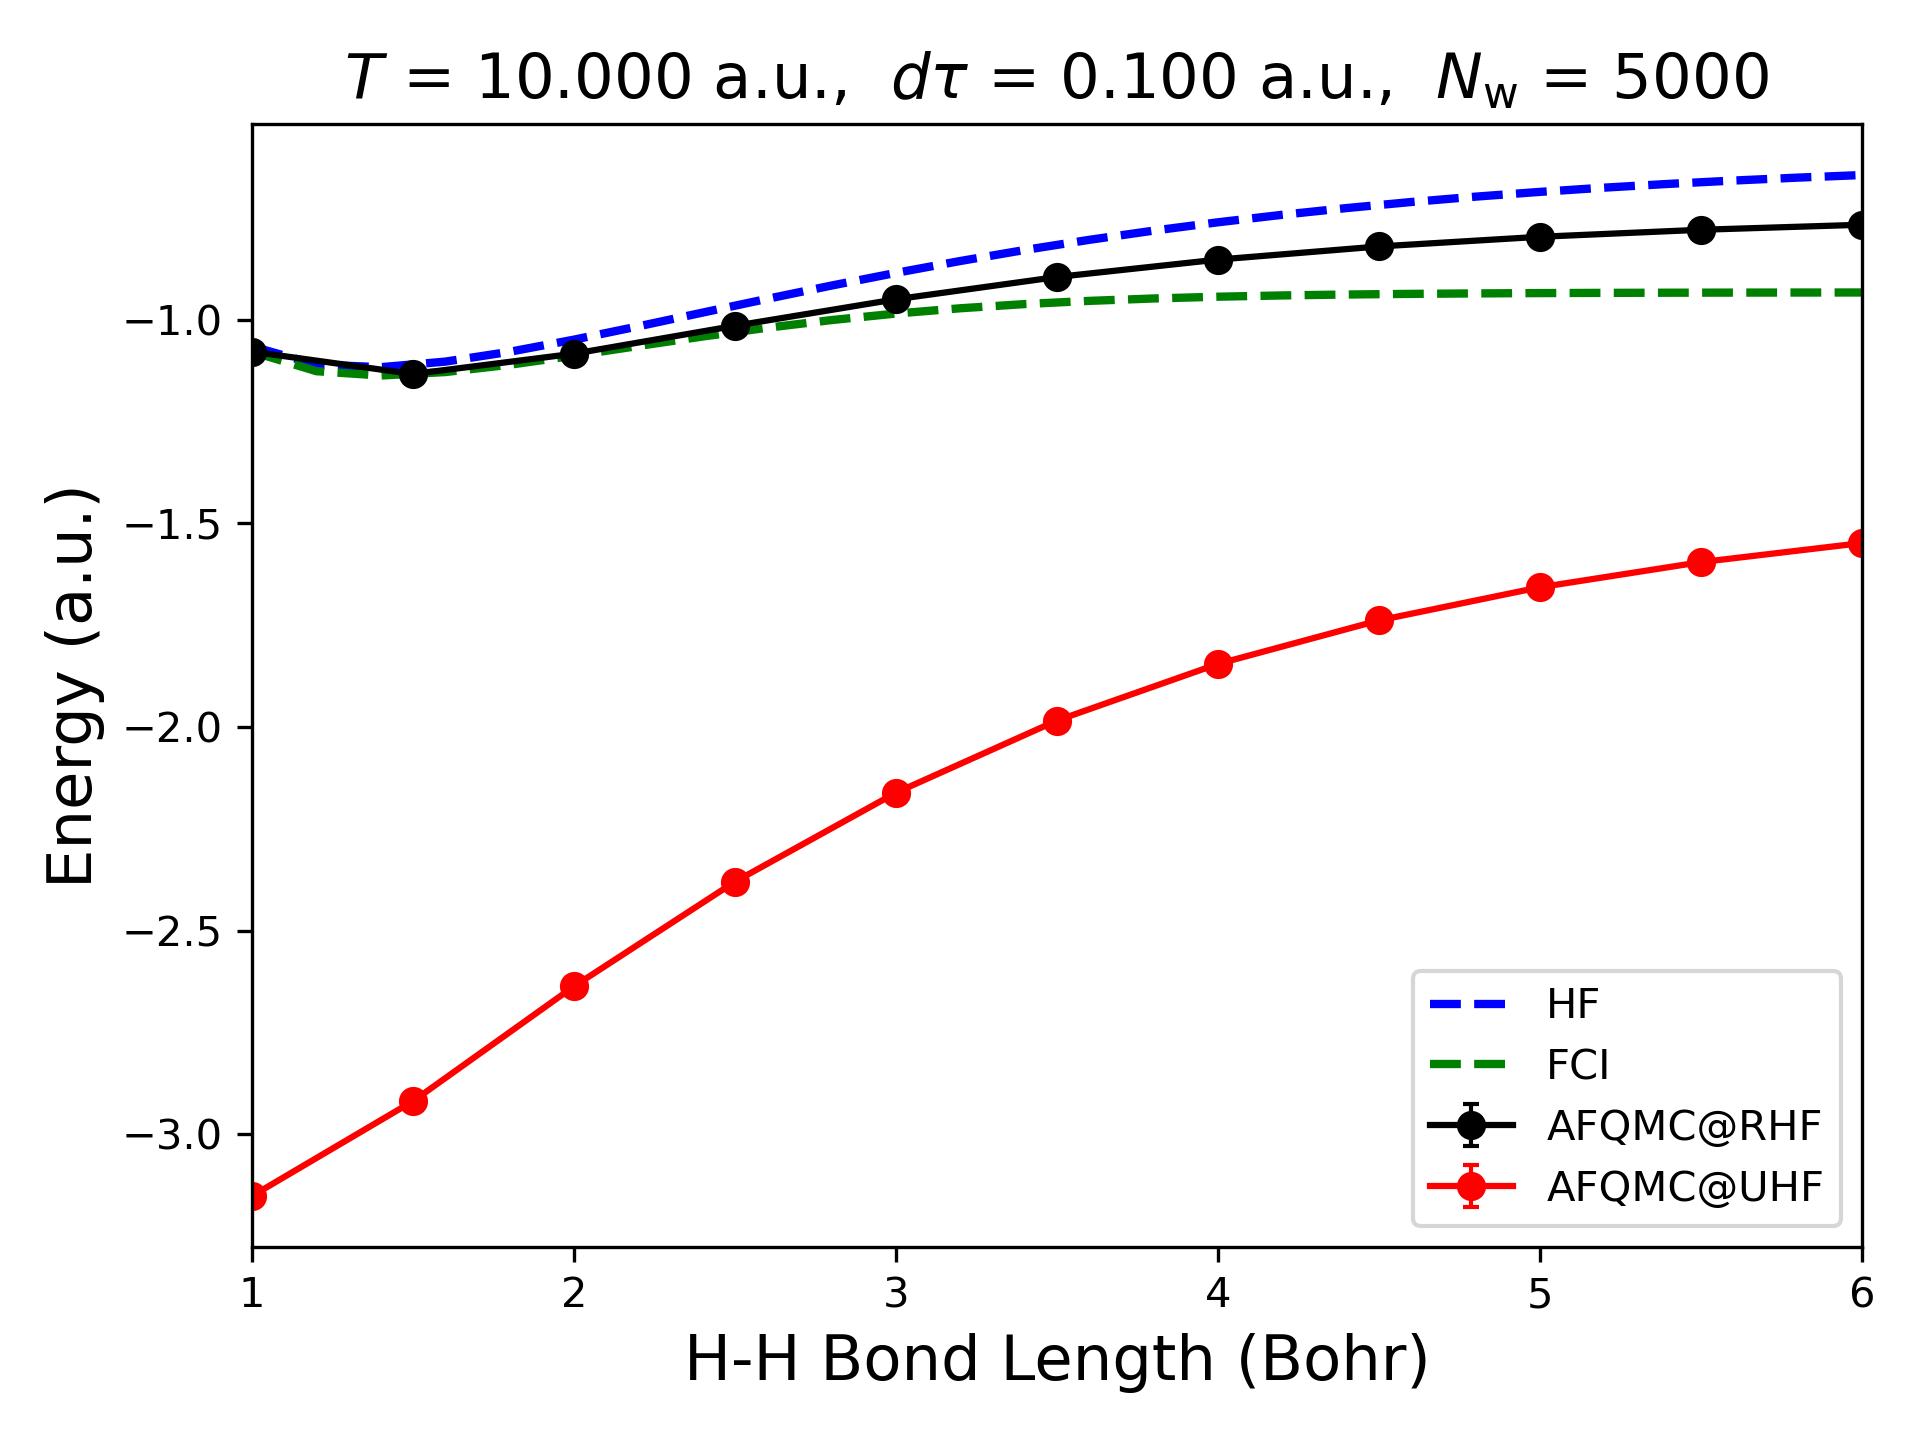 T = 10.000 a.u., dτ = 0.100 a.u., Nw = 5000
Energy (a.u.)
−1.0
−1.5
−2.0
−2.5
−3.0
HF
FCI
AFQMC@RHF
AFQMC@UHF
1 2 3 4 5 6
H-H Bond Length (Bohr)